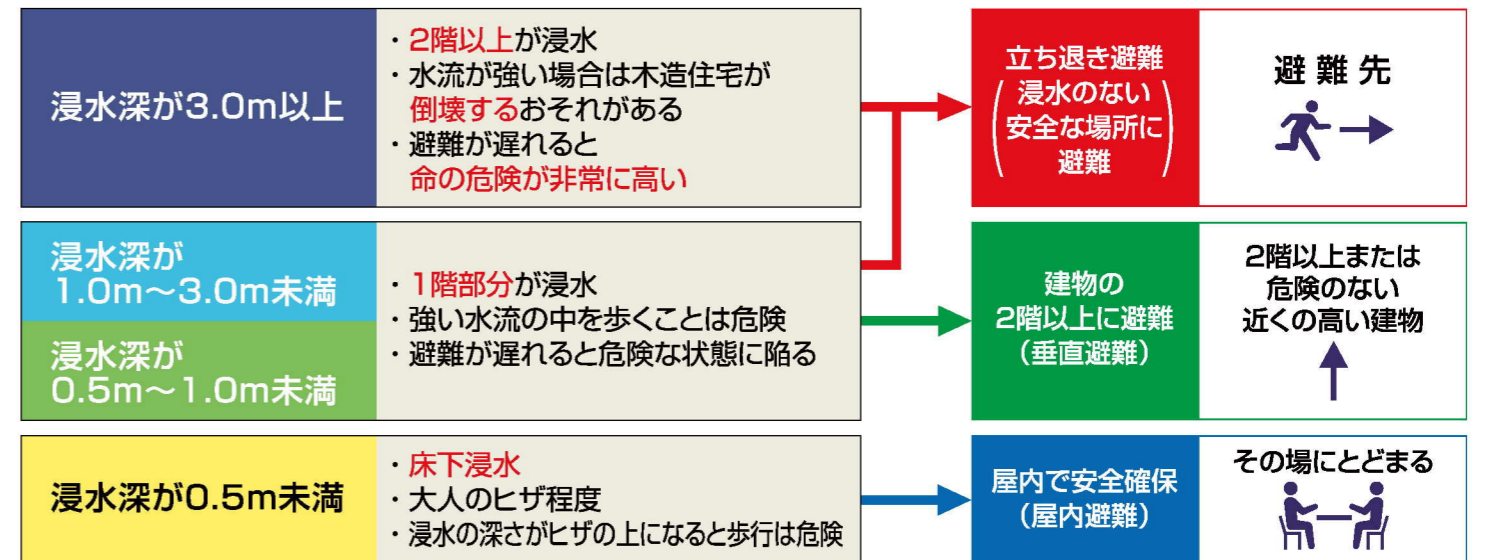 浸水深が3.0m以上
・2階以上が浸水
・水流が強い場合は木造住宅が
倒壊するおそれがある
・避難が遅れると
命の危険が非常に高い
立ち退き避難
(浸水のない
安全な場所に
避難)
避難先
浸水深が
1.0m～3.0m未満
浸水深が
0.5m～1.0m未満
・1階部分が浸水
・強い水流の中を歩くことは危険
・避難が遅れると危険な状態に陥る
建物の
2階以上に避難
（垂直避難）
2階以上または
危険のない
近くの高い建物
浸水深が0.5m未満
・床下浸水
・大人のヒザ程度
・浸水の深さがヒザの上になると歩行は危険
屋内で安全確保
（屋内避難）
その場にとどまる